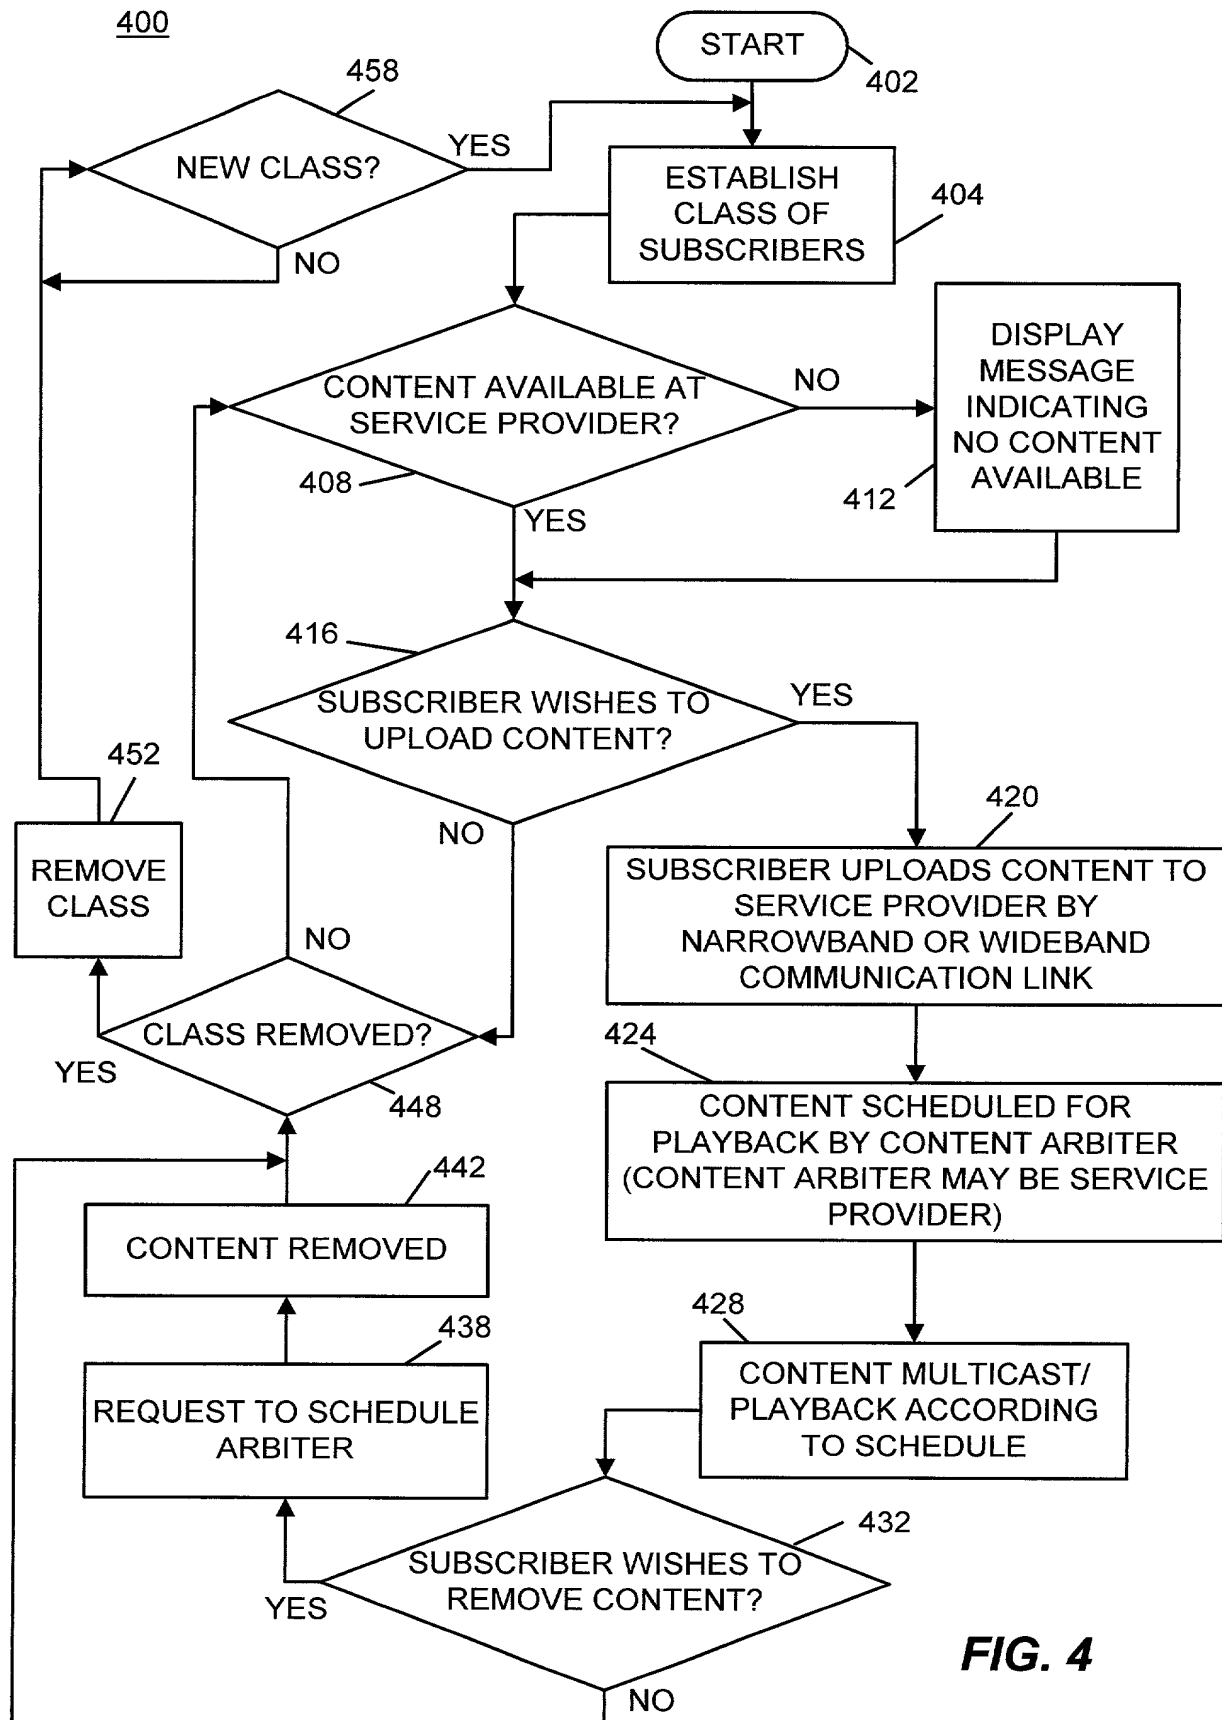 400
START
402
458
NEW CLASS?
YES
NO
ESTABLISH
CLASS OF
SUBSCRIBERS
404
CONTENT AVAILABLE AT
SERVICE PROVIDER?
408
NO
YES
DISPLAY
MESSAGE
INDICATING
NO CONTENT
AVAILABLE
412
416
SUBSCRIBER WISHES TO
UPLOAD CONTENT?
YES
NO
452
REMOVE
CLASS
420
SUBSCRIBER UPLOADS CONTENT TO
SERVICE PROVIDER BY
NARROWBAND OR WIDEBAND
COMMUNICATION LINK
NO
CLASS REMOVED?
YES
448
424
CONTENT SCHEDULED FOR
PLAYBACK BY CONTENT ARBITER
(CONTENT ARBITER MAY BE SERVICE
PROVIDER)
442
CONTENT REMOVED
428
CONTENT MULTICAST/
PLAYBACK ACCORDING
TO SCHEDULE
438
REQUEST TO SCHEDULE
ARBITER
432
SUBSCRIBER WISHES TO
REMOVE CONTENT?
YES
NO
FIG. 4